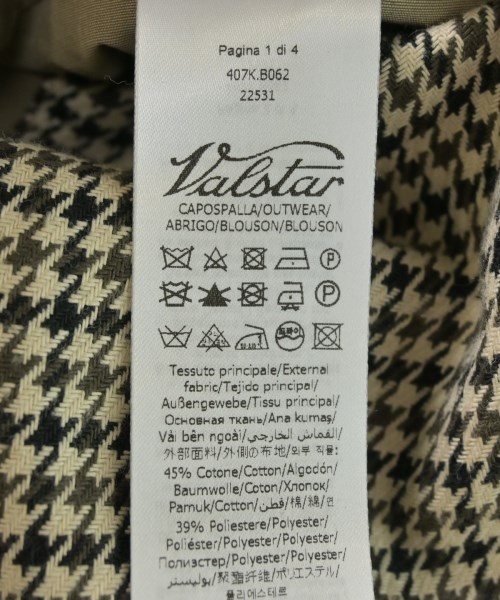 Pagina 1 di 4
407K.B062
22531
Valstar
CAPOSPALLA/OUTWEAR/
ABRIGO/BLOUSON/BLOUSON
P
P
드라이
Tessuto principale/External
fabric/Tejido principal/
Außengewebe/Tissu principal/
Основная ткань/Ana kumaş/
Vải bên ngoài/القماش الخارجي/
外部面料/外側の布地/외부 직물:
45% Cotone/Cotton/Algodón/
Baumwolle/Coton/Хлопок/
Pamuk/Cotton/قطن/棉/綿/면
39% Poliestere/Polyester/
Poliéster/Polyester/Polyester/
Полиэстер/Polyester/Polyester/
بوليستر/聚酯纤维/ポリエステル/
폴리에스테르